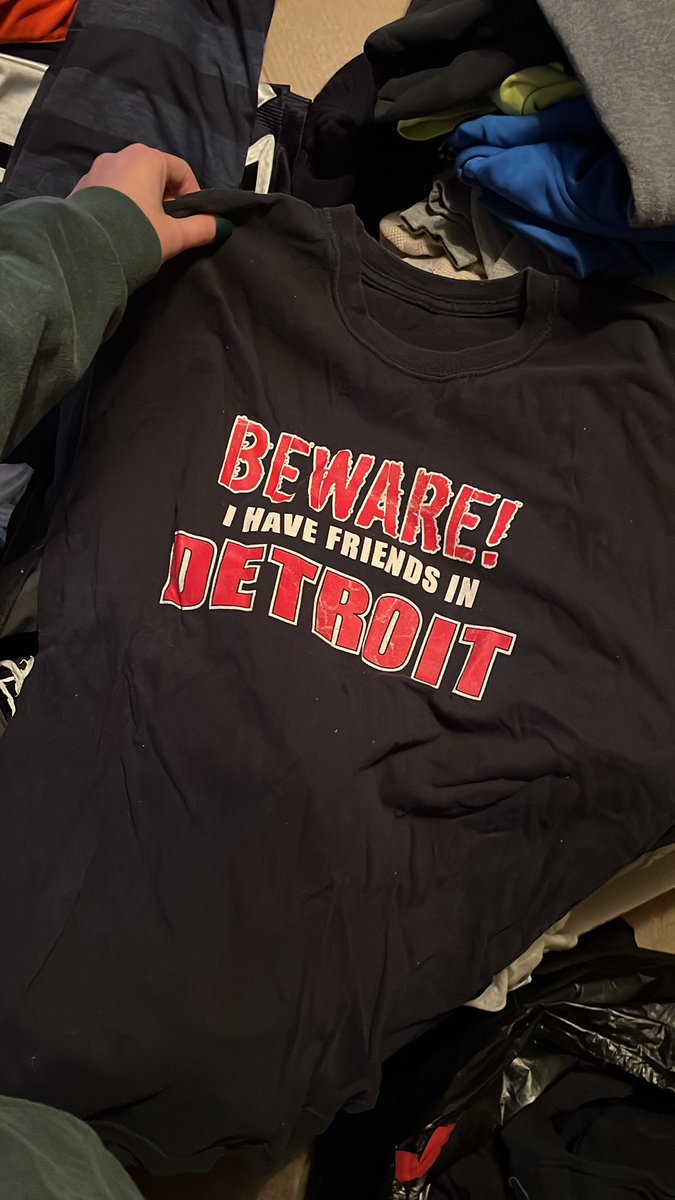 BEWARE!
I HAVE FRIENDS IN
DETROIT